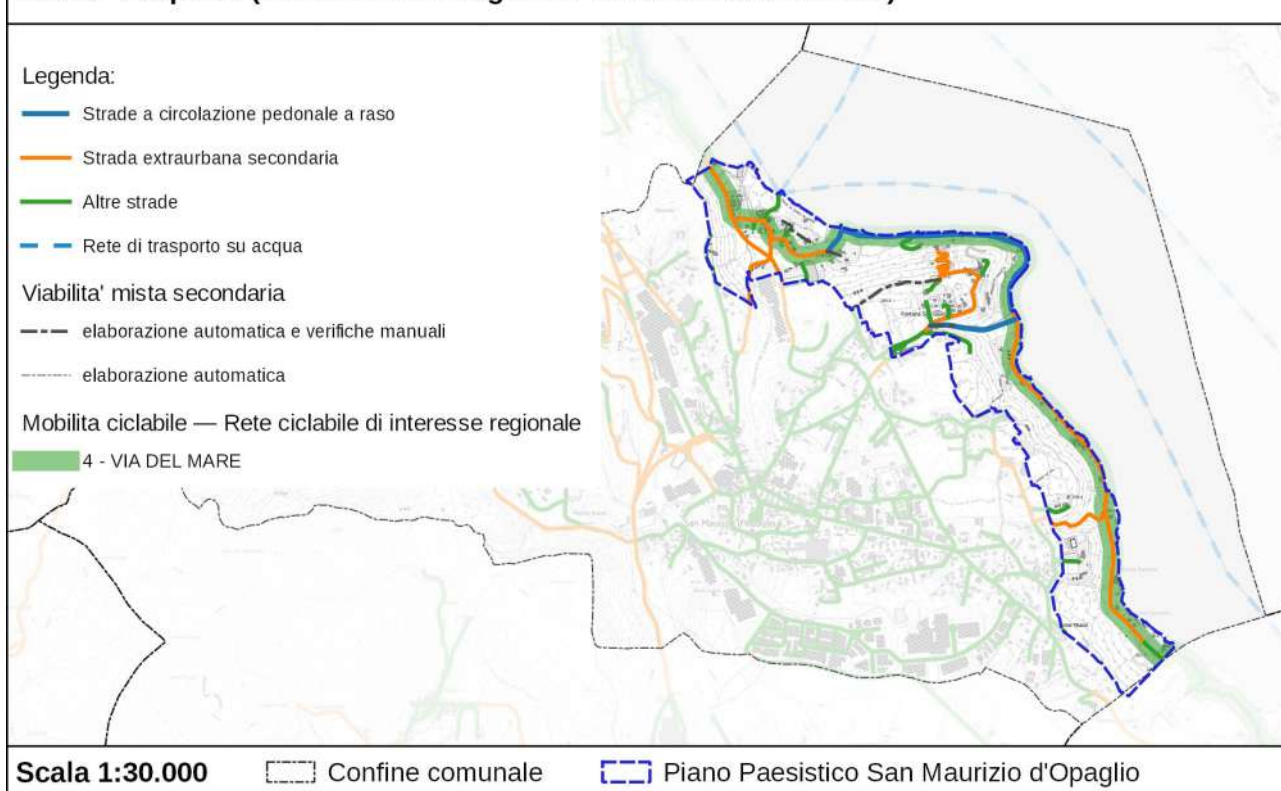 Legenda:
Strade a circolazione pedonale a raso
Strada extraurbana secondaria
Altre strade
Rete di trasporto su acqua
Viabilita' mista secondaria
elaborazione automatica e verifiche manuali
elaborazione automatica
Mobilita ciclabile — Rete ciclabile di interesse regionale
4 - VIA DEL MARE
Scala 1:30.000
Confine comunale
Piano Paesistico San Maurizio d'Opaglio